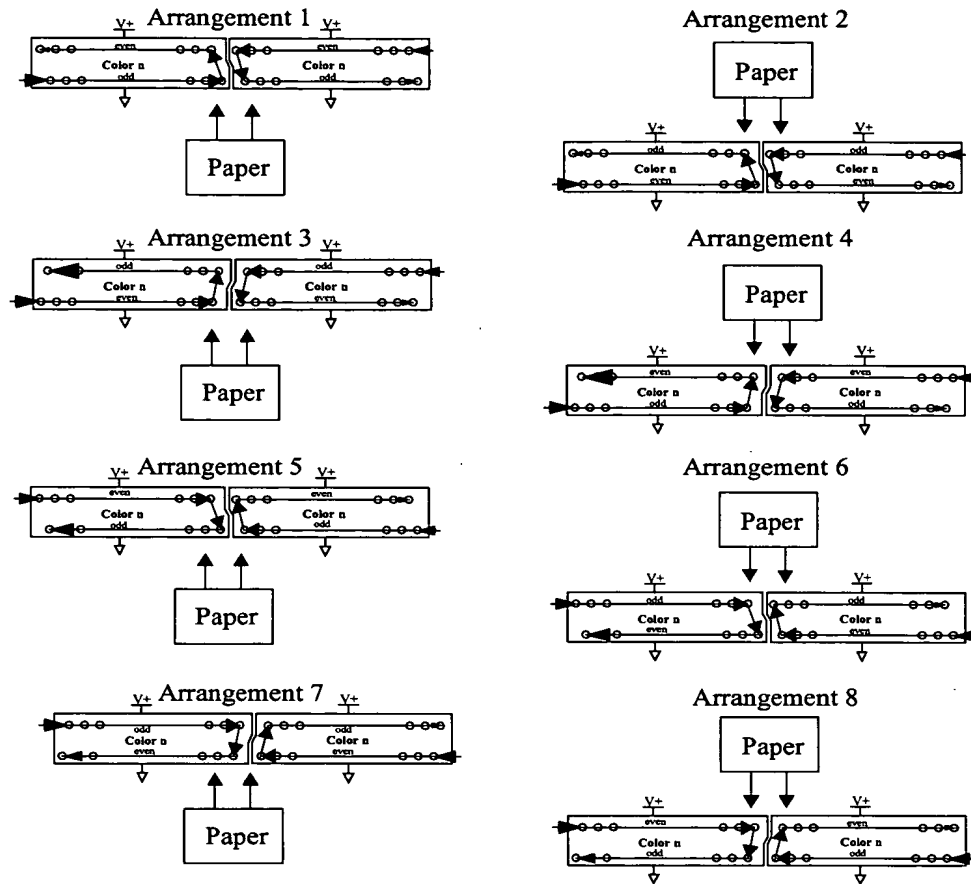 Arrangement 1
V+ V+
even even
Color n Color n
odd odd
Paper
Arrangement 2
Paper
V+ V+
odd odd
Color n Color n
even even
Arrangement 3
V+ V+
odd odd
Color n Color n
even even
Paper
Arrangement 4
Paper
V+ V+
even even
Color n Color n
odd odd
Arrangement 5
V+ V+
even even
Color n Color n
odd odd
Paper
Arrangement 6
Paper
V+ V+
odd odd
Color n Color n
even even
Arrangement 7
V+ V+
odd odd
Color n Color n
even even
Paper
Arrangement 8
Paper
V+ V+
even even
Color n Color n
odd odd